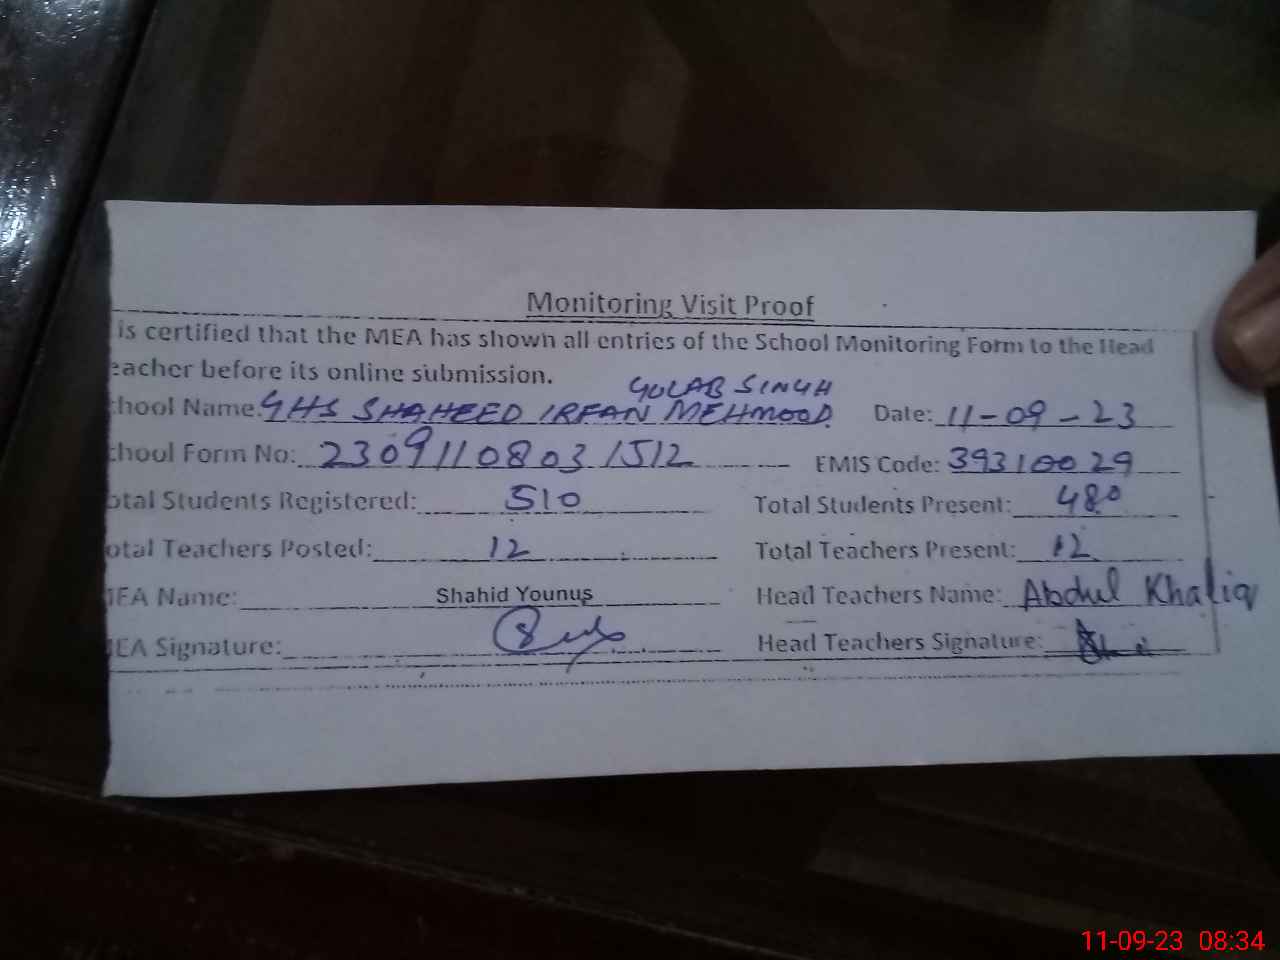 Monitoring Visit Proof
is certified that the MEA has shown all entries of the School Monitoring Form to the Head
eacher before its online submission.
GULAB SINGH
chool Name: GHS SHAHEED IRFAN MEHMOOD. Date: 11-09-23
chool Form No: 2309110803 1512 EMIS Code: 39310029
otal Students Registered: 510 Total Students Present: 480
otal Teachers Posted: 12 Total Teachers Present: 12
MEA Name: Shahid Younus Head Teachers Name: Abdul Khaliq
MEA Signature: Head Teachers Signature:
11-09-23 08:34